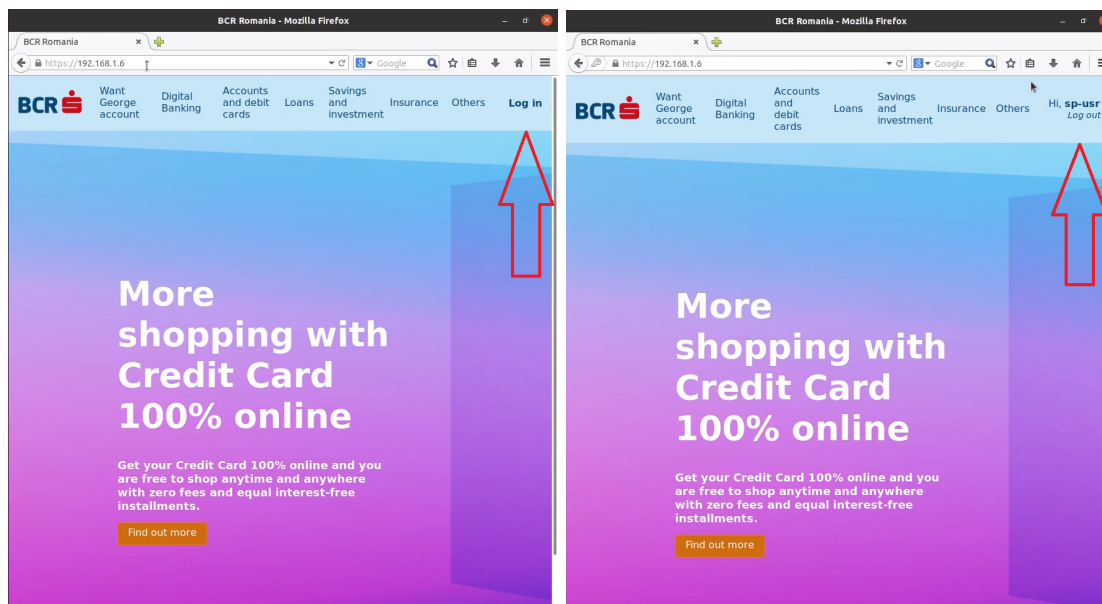 BCR Romania - Mozilla Firefox
BCR Romania
https://192.168.1.6
Google
BCR
Want
George
account
Digital
Banking
Accounts
and debit
cards
Loans
Savings
and
investment
Insurance
Others
Log in
More
shopping with
Credit Card
100% online
Get your Credit Card 100% online and you
are free to shop anytime and anywhere
with zero fees and equal interest-free
installments.
Find out more
BCR Romania - Mozilla Firefox
BCR Romania
https://192.168.1.6
Google
BCR
Want
George
account
Digital
Banking
Accounts
and
debit
cards
Loans
Savings
and
investment
Insurance
Others
Hi, sp-usr
Log out
More
shopping with
Credit Card
100% online
Get your Credit Card 100% online and you
are free to shop anytime and anywhere
with zero fees and equal interest-free
installments.
Find out more